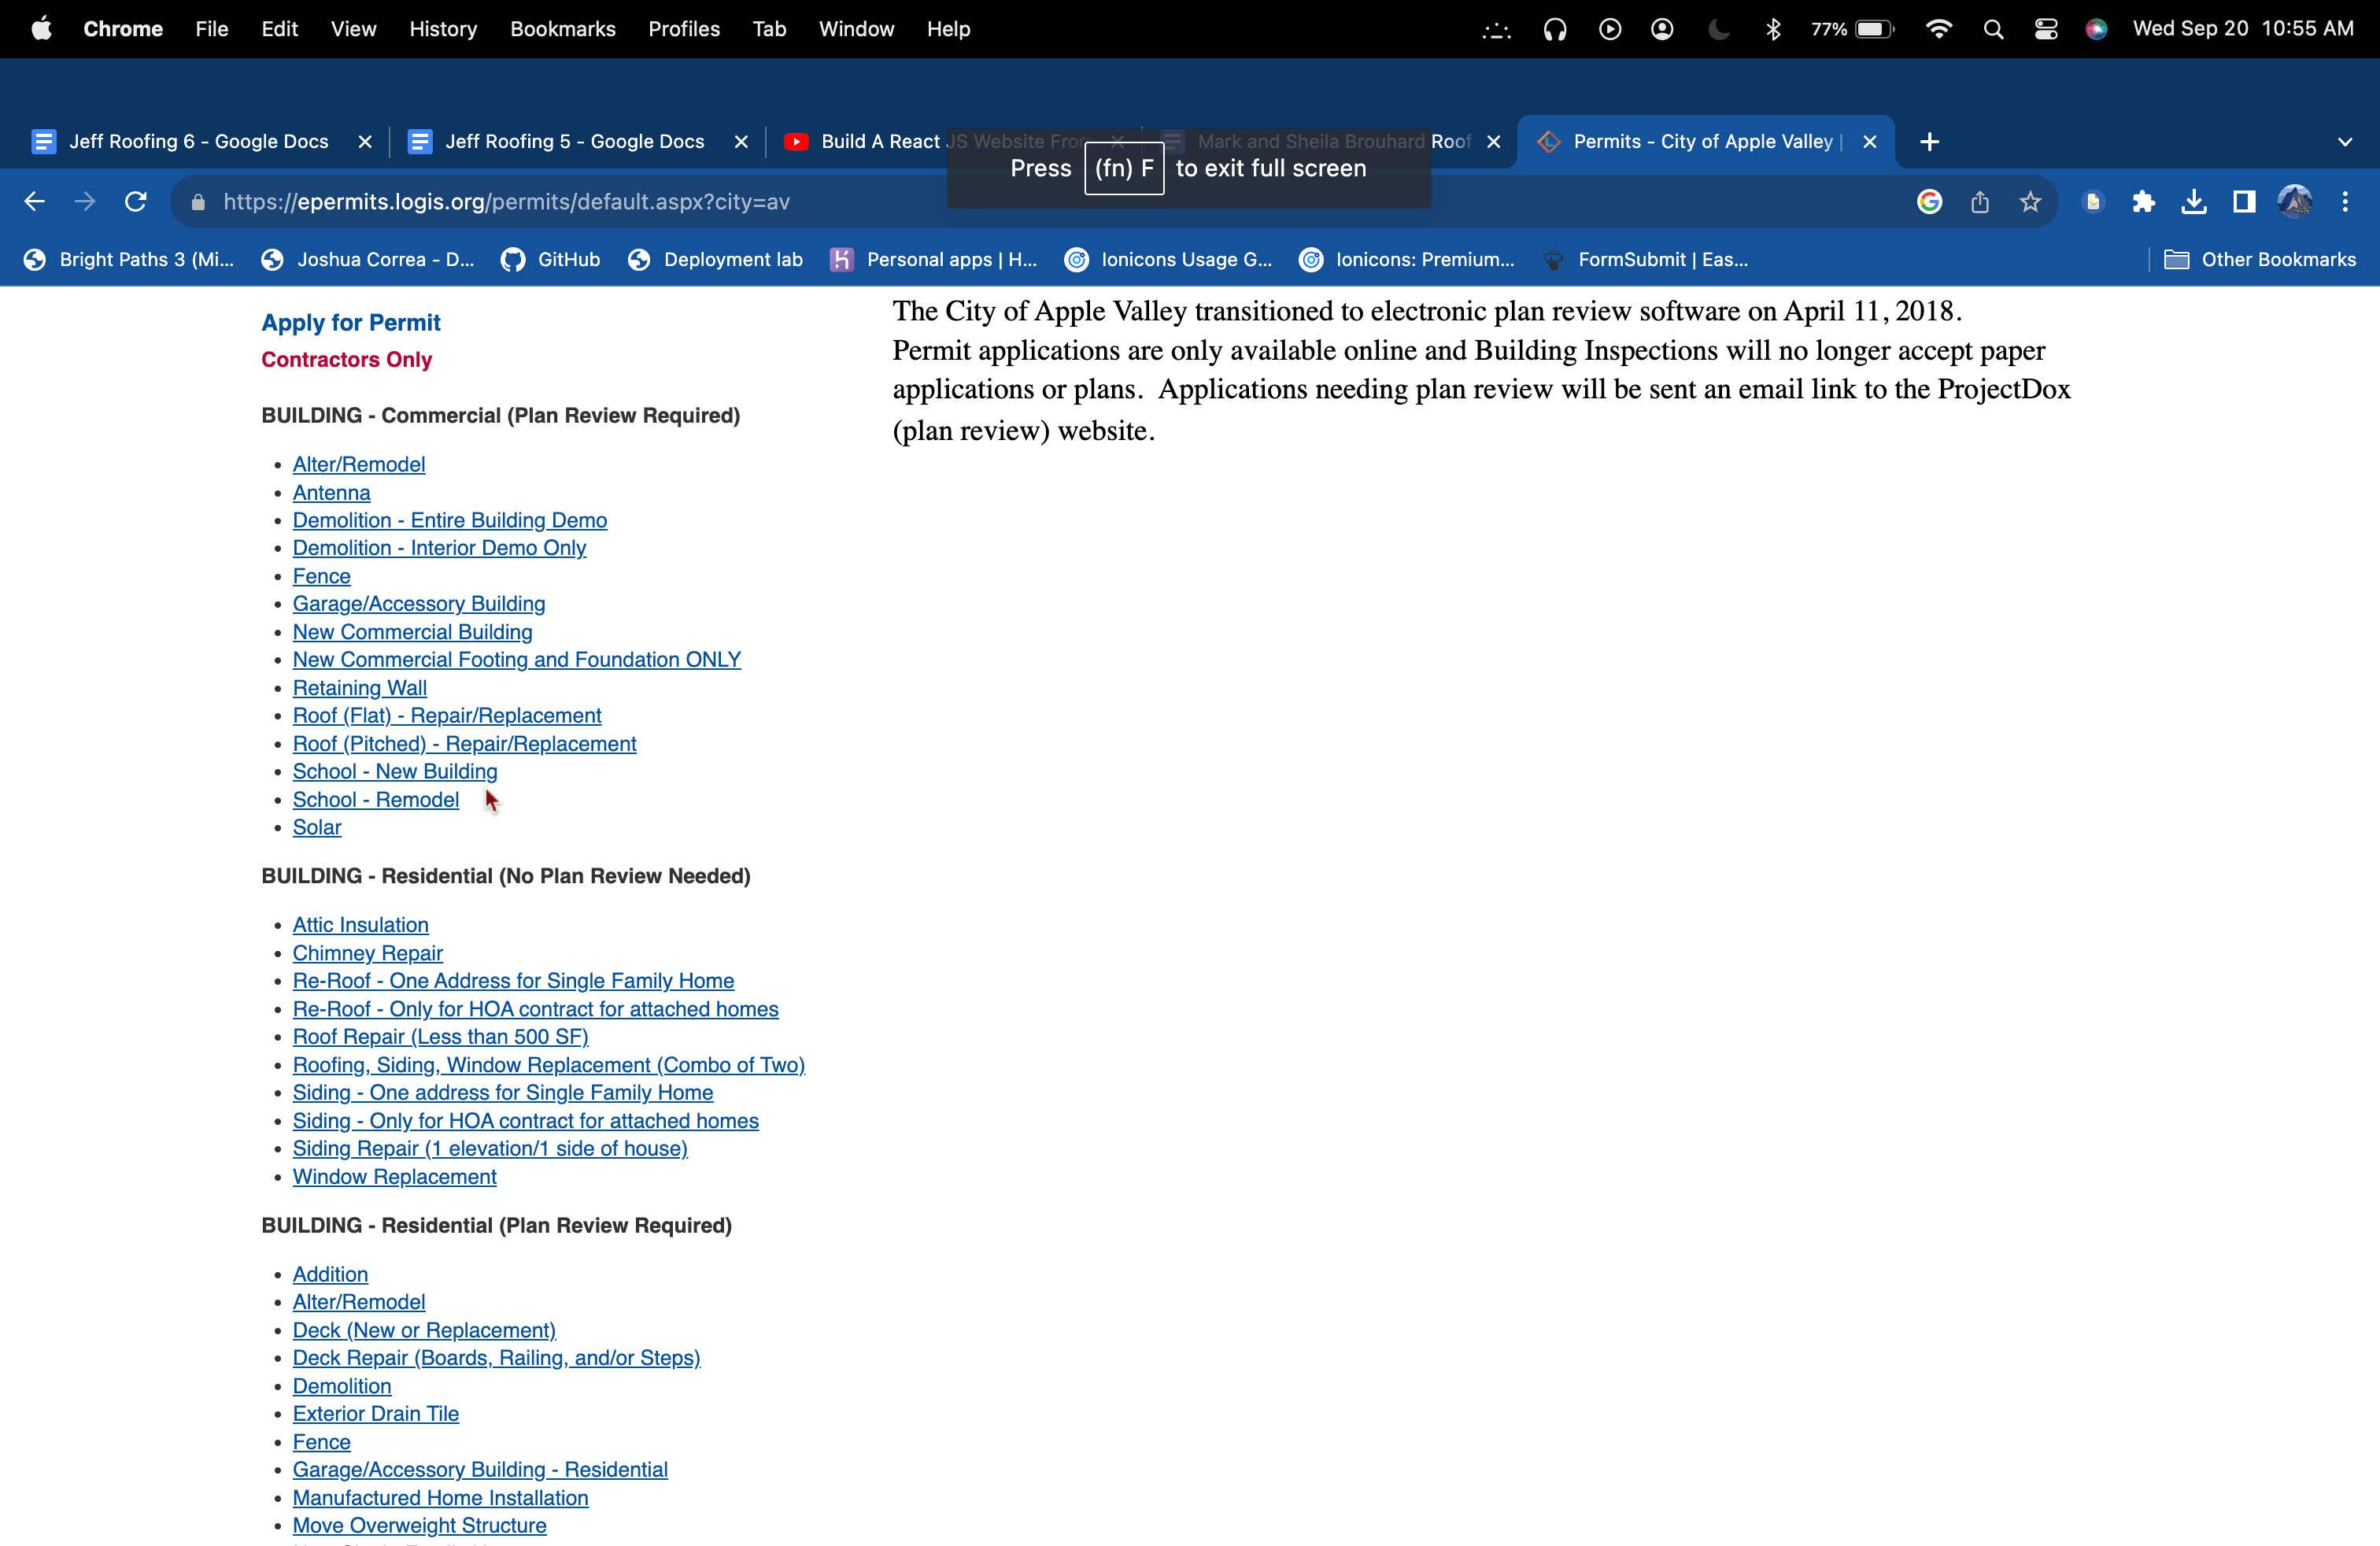 Chrome File Edit View History Bookmarks Profiles Tab Window Help 77% Wed Sep 20 10:55 AM
Jeff Roofing 6 - Google Docs Jeff Roofing 5 - Google Docs Build A React JS Website From Mark and Sheila Brouhard Roof Permits - City of Apple Valley |
Press (fn) F to exit full screen
https://epermits.logis.org/permits/default.aspx?city=av
Bright Paths 3 (Mi... Joshua Correa - D... GitHub Deployment lab Personal apps | H... Ionicons Usage G... Ionicons: Premium... FormSubmit | Eas... Other Bookmarks
Apply for Permit
Contractors Only
BUILDING - Commercial (Plan Review Required)
Alter/Remodel
Antenna
Demolition - Entire Building Demo
Demolition - Interior Demo Only
Fence
Garage/Accessory Building
New Commercial Building
New Commercial Footing and Foundation ONLY
Retaining Wall
Roof (Flat) - Repair/Replacement
Roof (Pitched) - Repair/Replacement
School - New Building
School - Remodel
Solar
BUILDING - Residential (No Plan Review Needed)
Attic Insulation
Chimney Repair
Re-Roof - One Address for Single Family Home
Re-Roof - Only for HOA contract for attached homes
Roof Repair (Less than 500 SF)
Roofing, Siding, Window Replacement (Combo of Two)
Siding - One address for Single Family Home
Siding - Only for HOA contract for attached homes
Siding Repair (1 elevation/1 side of house)
Window Replacement
BUILDING - Residential (Plan Review Required)
Addition
Alter/Remodel
Deck (New or Replacement)
Deck Repair (Boards, Railing, and/or Steps)
Demolition
Exterior Drain Tile
Fence
Garage/Accessory Building - Residential
Manufactured Home Installation
Move Overweight Structure
The City of Apple Valley transitioned to electronic plan review software on April 11, 2018.
Permit applications are only available online and Building Inspections will no longer accept paper
applications or plans. Applications needing plan review will be sent an email link to the ProjectDox
(plan review) website.